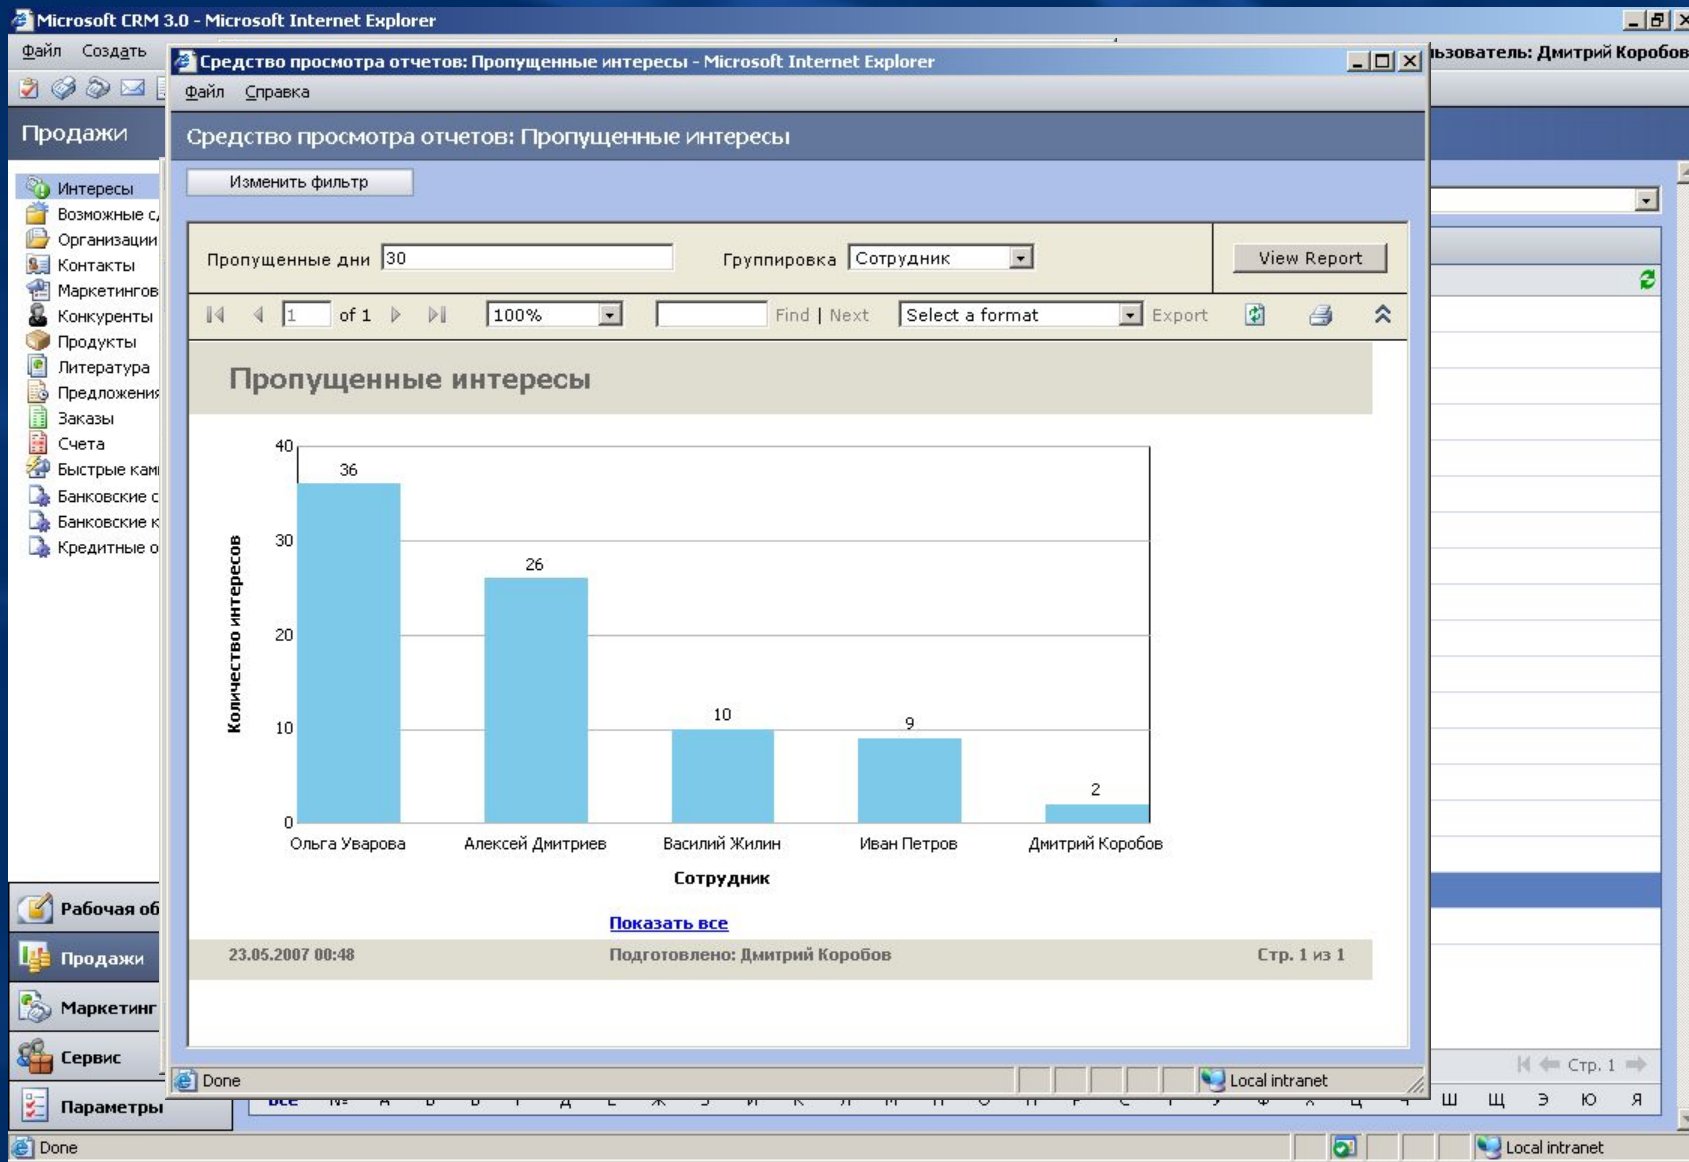 Microsoft CRM 3.0 - Microsoft Internet Explorer
Файл Создать
Пользователь: Дмитрий Коробов
Продажи
Интересы
Возможные
Организации
Контакты
Конкуренты
Продукты
Литература
Предложения
Заказы
Счета
Быстрые
Банковские
Банковские
Кредитные
Рабочая
Продажи
Маркетинг
Сервис
Параметры
Средство просмотра отчетов: Пропущенные интересы - Microsoft Internet Explorer
Файл Справка
Средство просмотра отчетов: Пропущенные интересы
Изменить фильтр
Пропущенные дни 30 Группировка Сотрудник View Report
1 of 1 100% Find | Next Select a format Export
Пропущенные интересы
40
30
20
10
0
36
26
10
9
2
Количество интересов
Ольга Уварова Алексей Дмитриев Василий Жилин Иван Петров Дмитрий Коробов
Сотрудник
Показать все
23.05.2007 00:48 Подготовлено: Дмитрий Коробов Стр. 1 из 1
Done Local intranet
Стр. 1
Ш Щ Э Ю Я
Done Local intranet